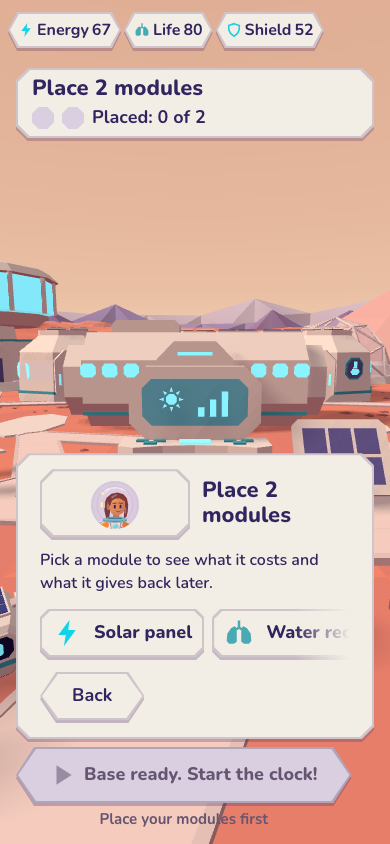 Energy 67
Life 80
Shield 52
Place 2 modules
Placed: 0 of 2
Place 2
modules
Pick a module to see what it costs and
what it gives back later.
Solar panel
Water
Back
Base ready. Start the clock!
Place your modules first